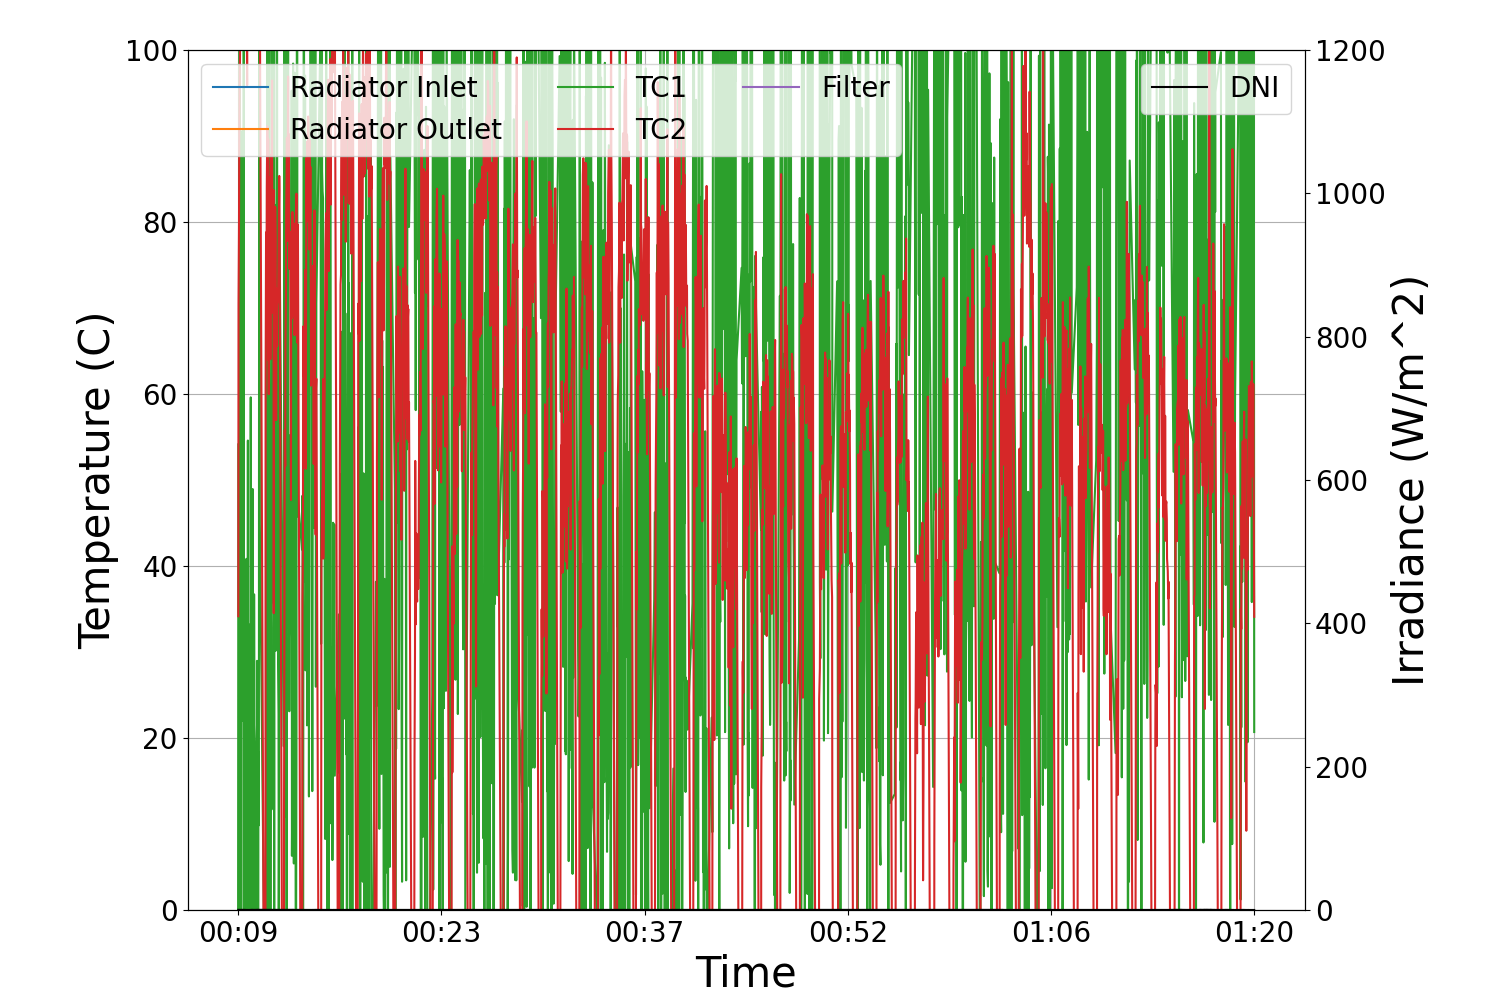 Radiator Inlet
Radiator Outlet
TC1
TC2
Filter
DNI
Temperature (C)
100
80
60
40
20
0
Irradiance (W/m^2)
1200
1000
800
600
400
200
0
00:09 00:23 00:37 00:52 01:06 01:20
Time